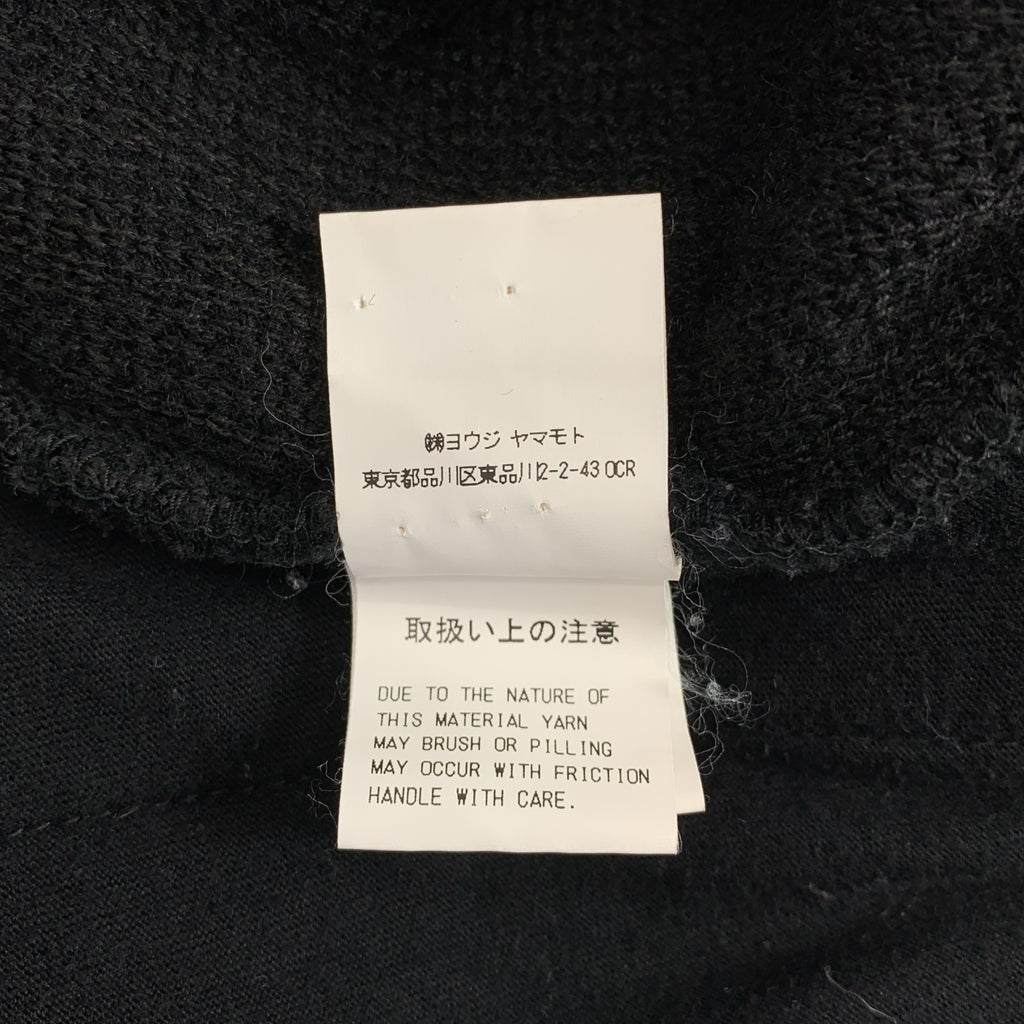 ㈱ヨウジ ヤマモト
東京都品川区東品川2-2-43 OCR
取扱い上の注意
DUE TO THE NATURE OF
THIS MATERIAL YARN
MAY BRUSH OR PILLING
MAY OCCUR WITH FRICTION
HANDLE WITH CARE.